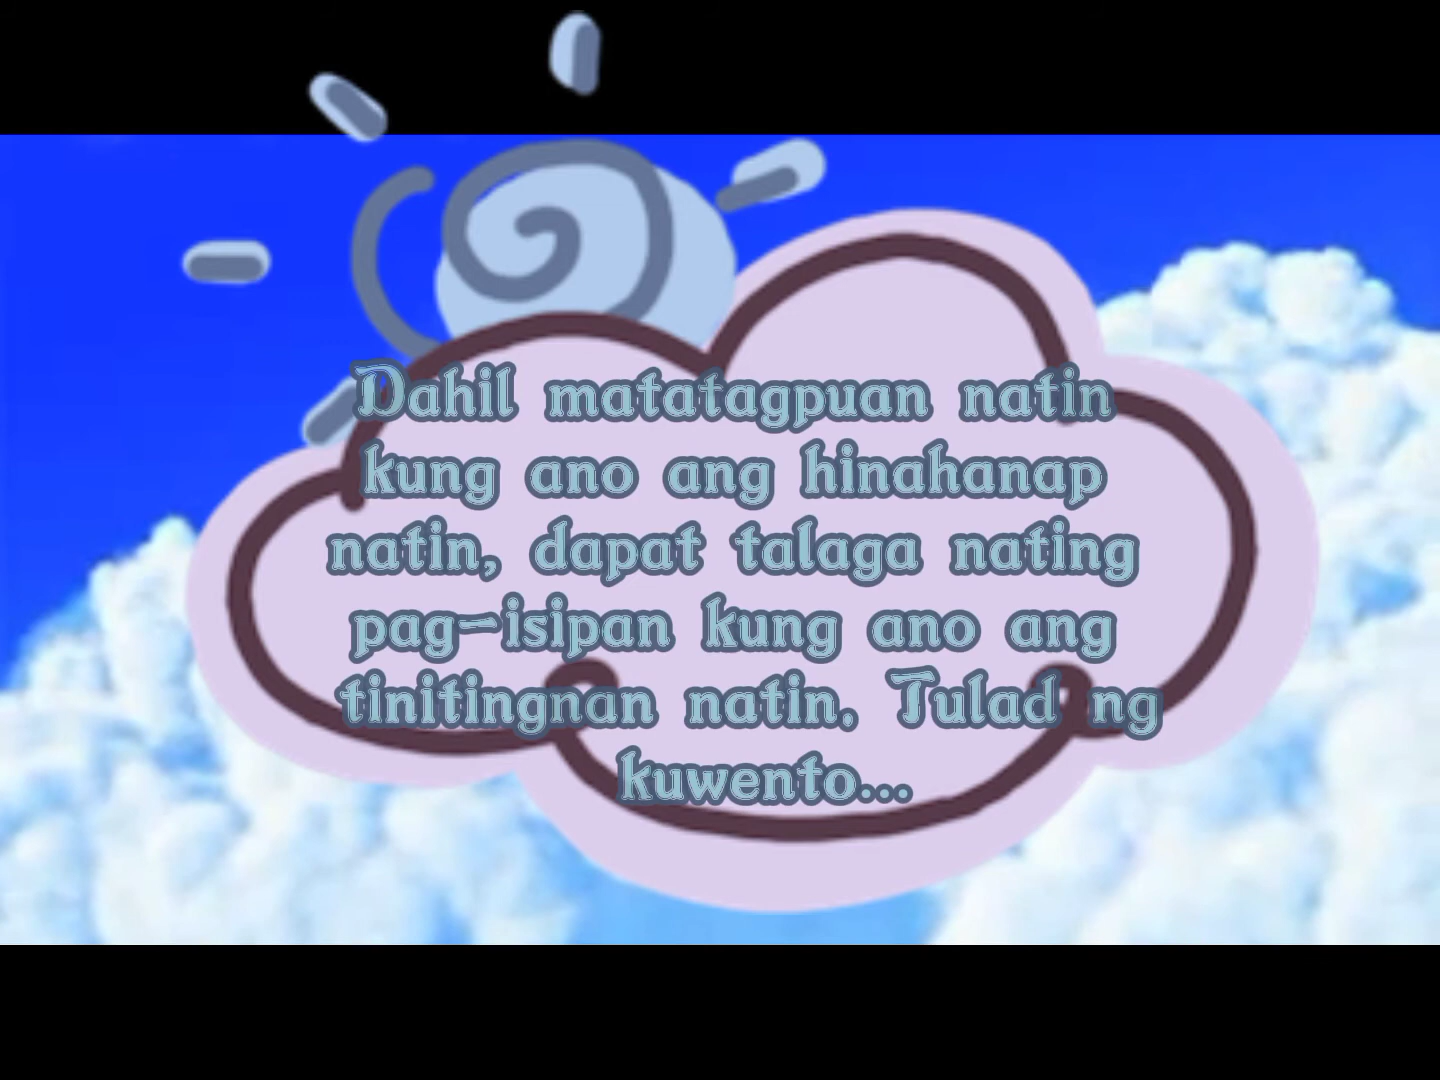 Dahil matatagpuan natin
kung ano ang hinahanap
natin, dapat talaga nating
pag-isipan kung ano ang
tinitingnan natin. Tulad ng
kuwento...